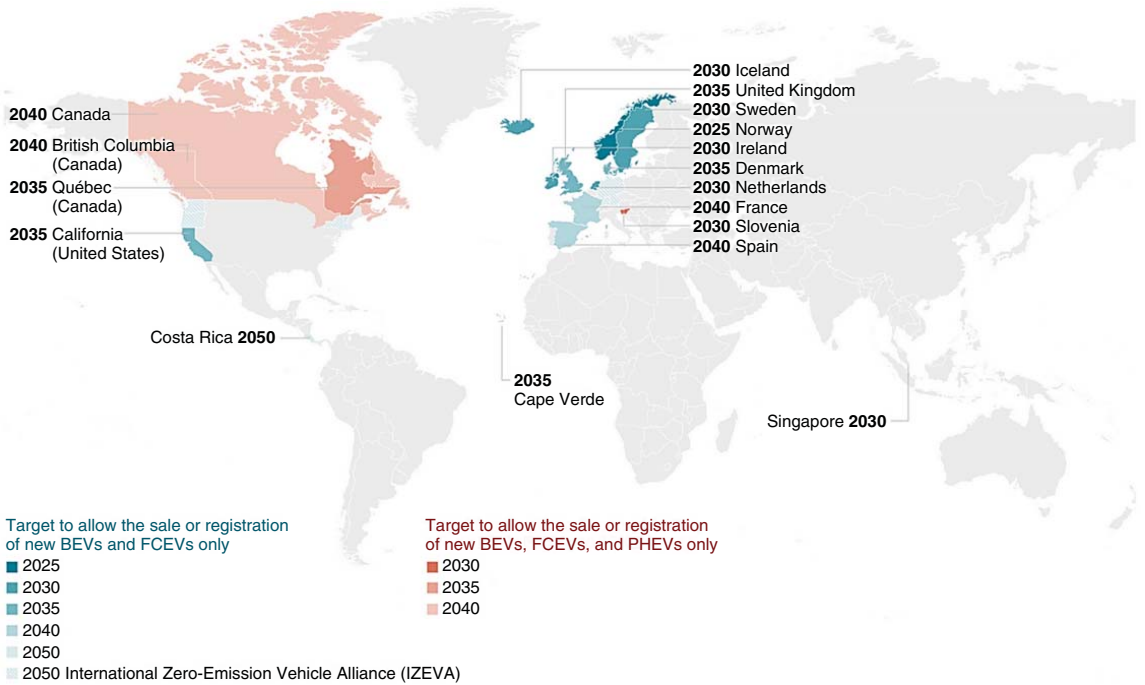 2040 Canada
2040 British Columbia
(Canada)
2035 Québec
(Canada)
2035 California
(United States)
Costa Rica 2050
2030 Iceland
2035 United Kingdom
2030 Sweden
2025 Norway
2030 Ireland
2035 Denmark
2030 Netherlands
2040 France
2030 Slovenia
2040 Spain
2035
Cape Verde
Singapore 2030
Target to allow the sale or registration
of new BEVs and FCEVs only
2025
2030
2035
2040
2050
2050 International Zero-Emission Vehicle Alliance (IZEVA)
Target to allow the sale or registration
of new BEVs, FCEVs, and PHEVs only
2030
2035
2040